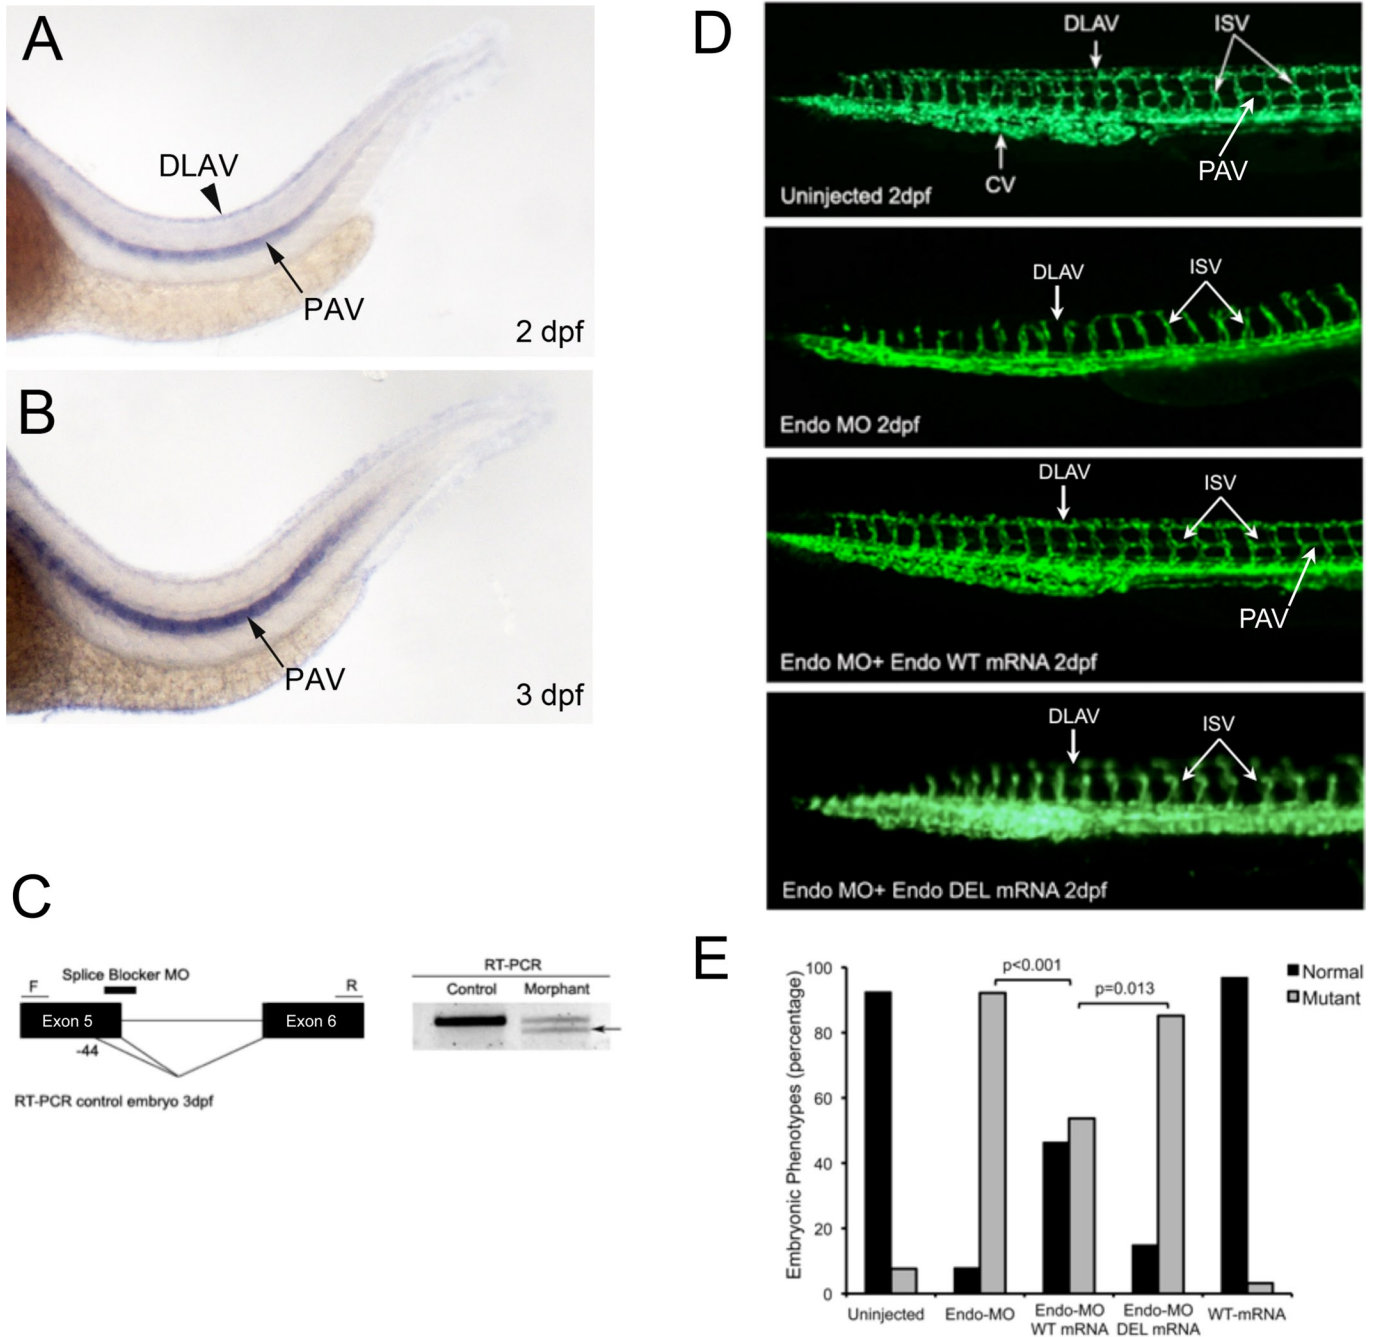 A
DLAV
PAV
2 dpf
B
PAV
3 dpf
C
Splice Blocker MO
F
R
Exon 5
Exon 6
-44
RT-PCR control embryo 3dpf
RT-PCR
Control Morphant
D
DLAV
ISV
CV
PAV
Uninjected 2dpf
DLAV
ISV
Endo MO 2dpf
DLAV
ISV
PAV
Endo MO+ Endo WT mRNA 2dpf
DLAV
ISV
Endo MO+ Endo DEL mRNA 2dpf
E
Embryonic Phenotypes (percentage)
100
80
60
40
20
0
p<0.001
p=0.013
Normal
Mutant
Uninjected
Endo-MO
Endo-MO
WT mRNA
Endo-MO
DEL mRNA
WT-mRNA